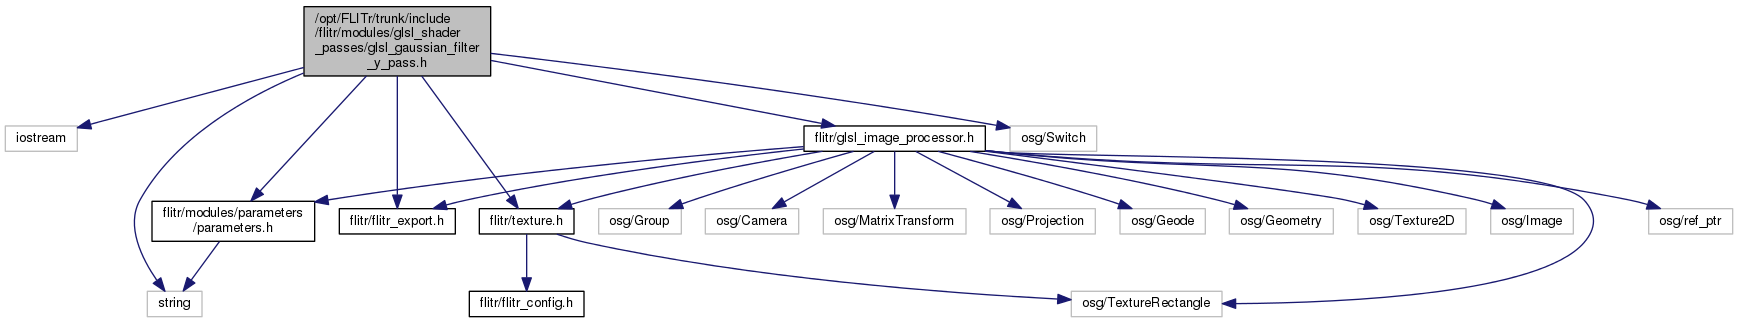 /opt/FLITr/trunk/include
/flitr/modules/glsl_shader
_passes/glsl_gaussian_filter
_y_pass.h
iostream
flitr/glsl_image_processor.h
osg/Switch
flitr/modules/parameters
/parameters.h
flitr/flitr_export.h
flitr/texture.h
osg/Group
osg/Camera
osg/MatrixTransform
osg/Projection
osg/Geode
osg/Geometry
osg/Texture2D
osg/Image
osg/ref_ptr
string
flitr/flitr_config.h
osg/TextureRectangle